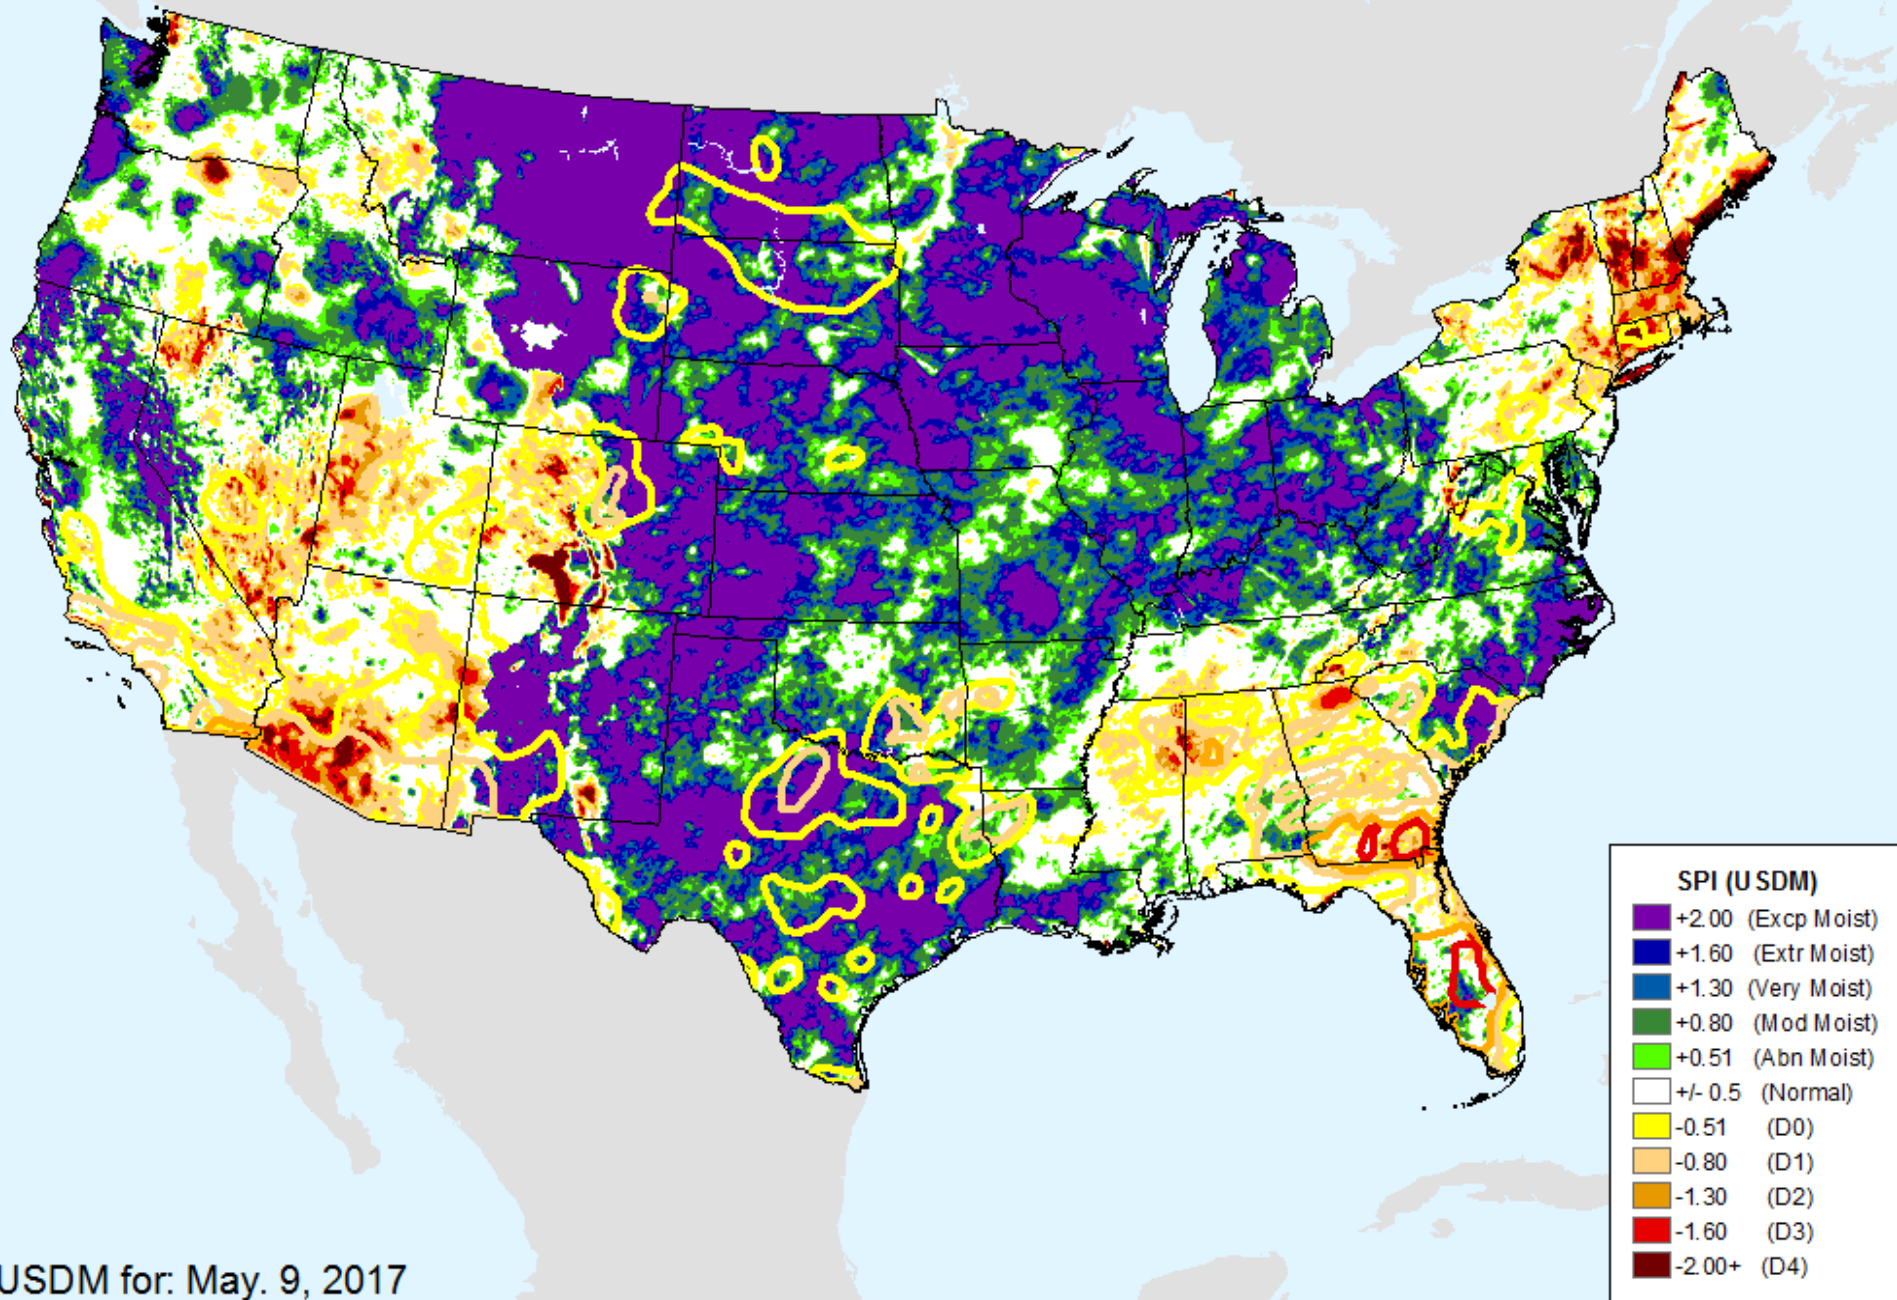 SPI (USDM)
+2.00 (Excp Moist)
+1.60 (Extr Moist)
+1.30 (Very Moist)
+0.80 (Mod Moist)
+0.51 (Abn Moist)
+/- 0.5 (Normal)
-0.51 (D0)
-0.80 (D1)
-1.30 (D2)
-1.60 (D3)
-2.00+ (D4)
USDM for: May. 9, 2017